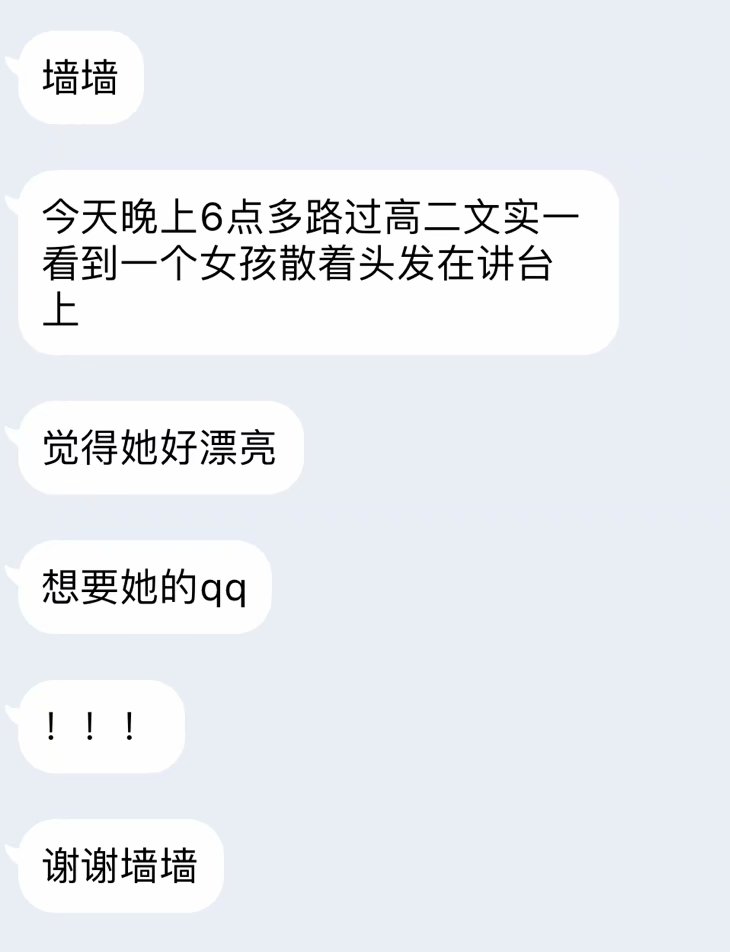 墙墙
今天晚上6点多路过高二文实一
看到一个女孩散着头发在讲台
上
觉得她好漂亮
想要她的qq
！！！
谢谢墙墙